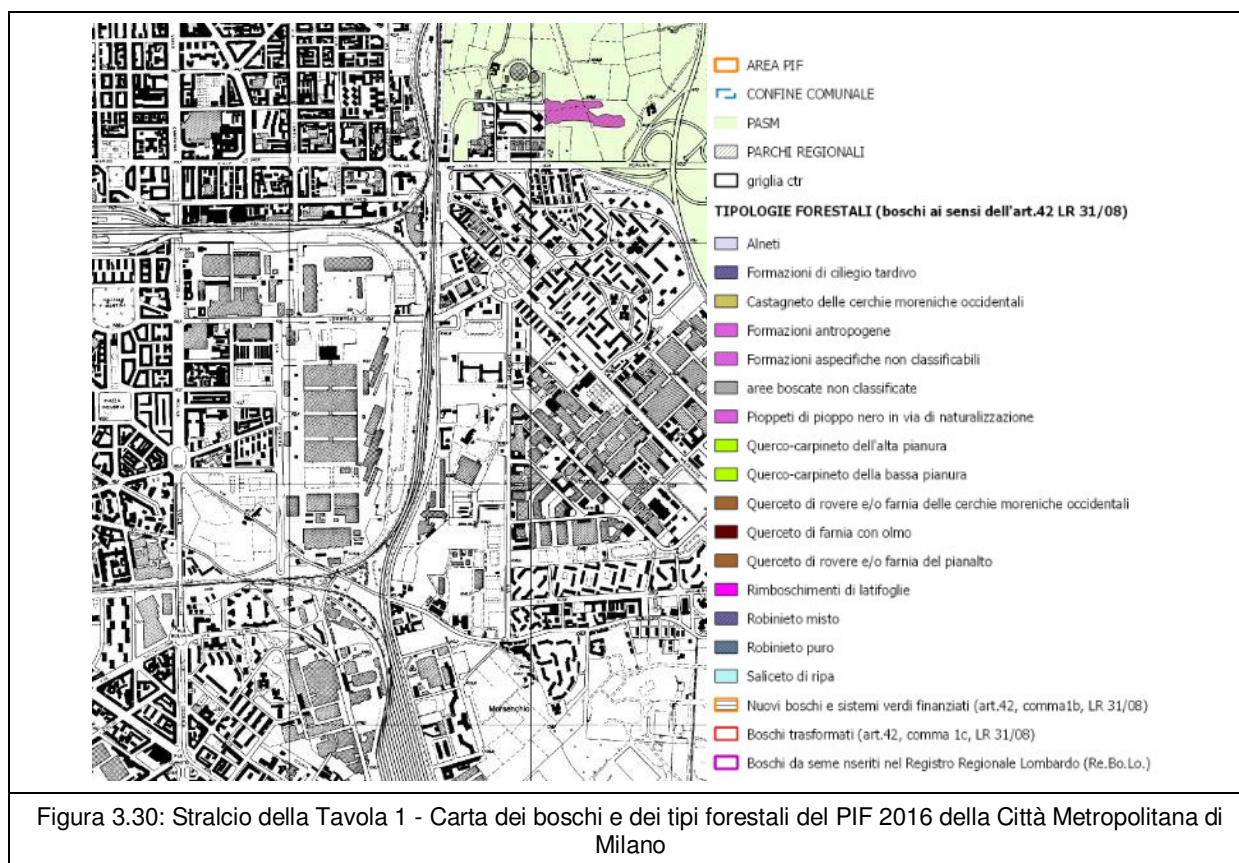 AREA PIF
CONFINE COMUNALE
PASM
PARCHI REGIONALI
griglia ctr
TIPOLOGIE FORESTALI (boschi ai sensi dell'art.42 LR 31/08)
Alneti
Formazioni di ciliegio tardivo
Castagneto delle cerchie moreniche occidentali
Formazioni antropogene
Formazioni aspecifiche non classificabili
aree boscate non classificate
Pioppeti di pioppo nero in via di naturalizzazione
Querco-carpineto dell'alta pianura
Querco-carpineto della bassa pianura
Querceto di rovere e/o farnia delle cerchie moreniche occidentali
Querceto di farnia con olmo
Querceto di rovere e/o farnia del pianalto
Rimboschimenti di latifoglie
Robinieto misto
Robinieto puro
Saliceto di ripa
Nuovi boschi e sistemi verdi finanziati (art.42, comma1b, LR 31/08)
Boschi trasformati (art.42, comma 1c, LR 31/08)
Boschi da seme nseriti nel Registro Regionale Lombardo (Re.Bo.Lo.)
Morsenchio
Figura 3.30: Stralcio della Tavola 1 - Carta dei boschi e dei tipi forestali del PIF 2016 della Città Metropolitana di
Milano